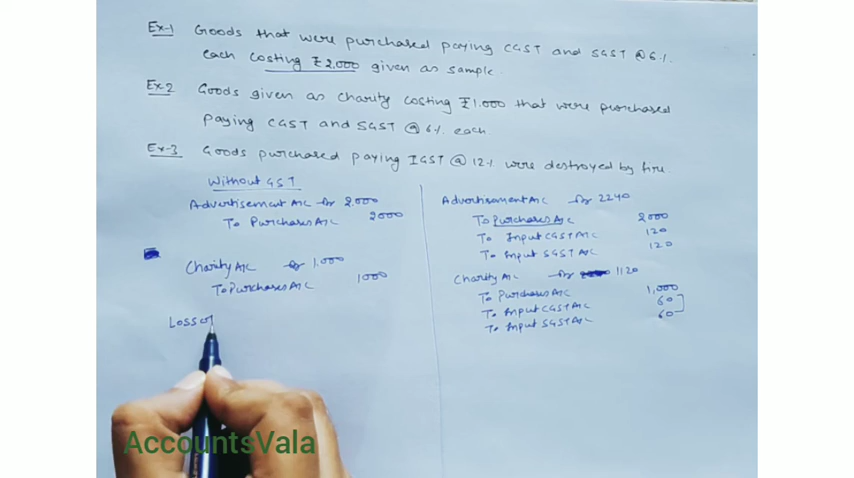 Ex-1 Goods that were purchased paying CGST and SGST @ 6%
each costing ₹2,000 given as sample.
Ex-2 Goods given as charity costing ₹1,000 that were purchased
paying CGST and SGST @ 6% each.
Ex-3 Goods purchased paying IGST @ 12% were destroyed by fire.
Without GST
Advertisement A/c Dr 2,000
To Purchases A/c 2000
Charity A/c Dr 1,000
To Purchases A/c 1000
Loss of
Advertisement A/c Dr 2240
To Purchases A/c 2000
To Input CGST A/c 120
To Input SGST A/c 120
Charity A/c Dr 1120
To Purchases A/c 1,000
To Input CGST A/c 60
To Input SGST A/c 60
AccountsVala